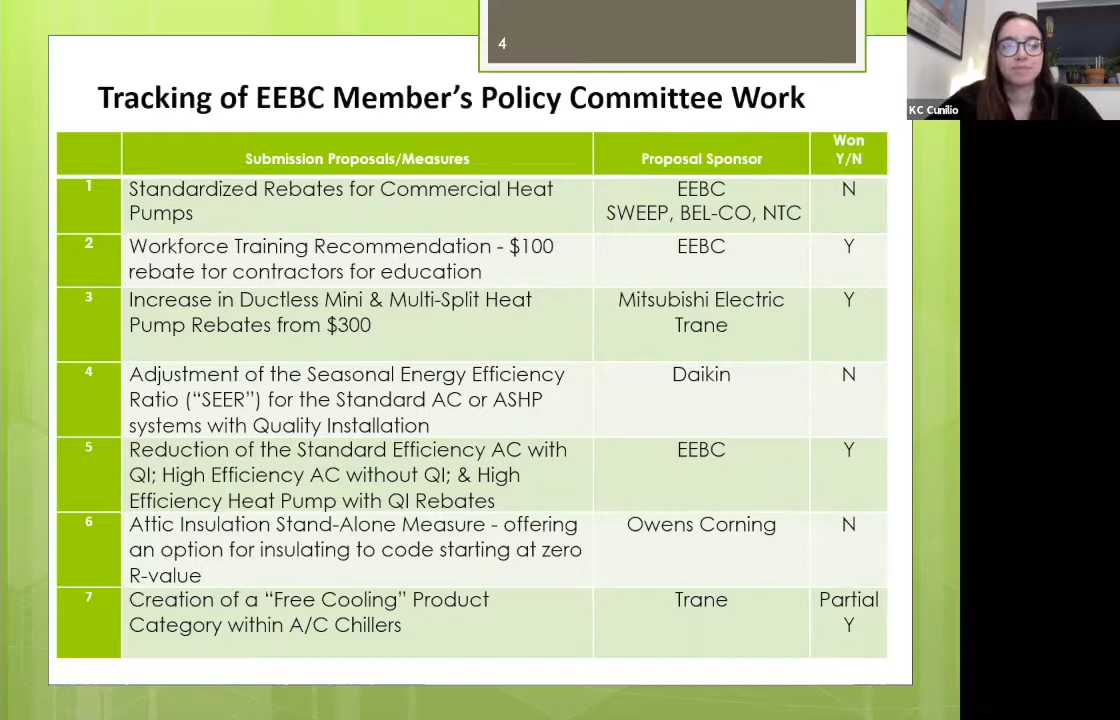 4
KC Cunilio
Tracking of EEBC Member’s Policy Committee Work
Submission Proposals/Measures
Proposal Sponsor
Won
Y/N
1
Standardized Rebates for Commercial Heat
Pumps
EEBC
SWEEP, BEL-CO, NTC
N
2
Workforce Training Recommendation - $100
rebate for contractors for education
EEBC
Y
3
Increase in Ductless Mini & Multi-Split Heat
Pump Rebates from $300
Mitsubishi Electric
Trane
Y
4
Adjustment of the Seasonal Energy Efficiency
Ratio (“SEER”) for the Standard AC or ASHP
systems with Quality Installation
Daikin
N
5
Reduction of the Standard Efficiency AC with
QI; High Efficiency AC without QI; & High
Efficiency Heat Pump with QI Rebates
EEBC
Y
6
Attic Insulation Stand-Alone Measure - offering
an option for insulating to code starting at zero
R-value
Owens Corning
N
7
Creation of a “Free Cooling” Product
Category within A/C Chillers
Trane
Partial
Y